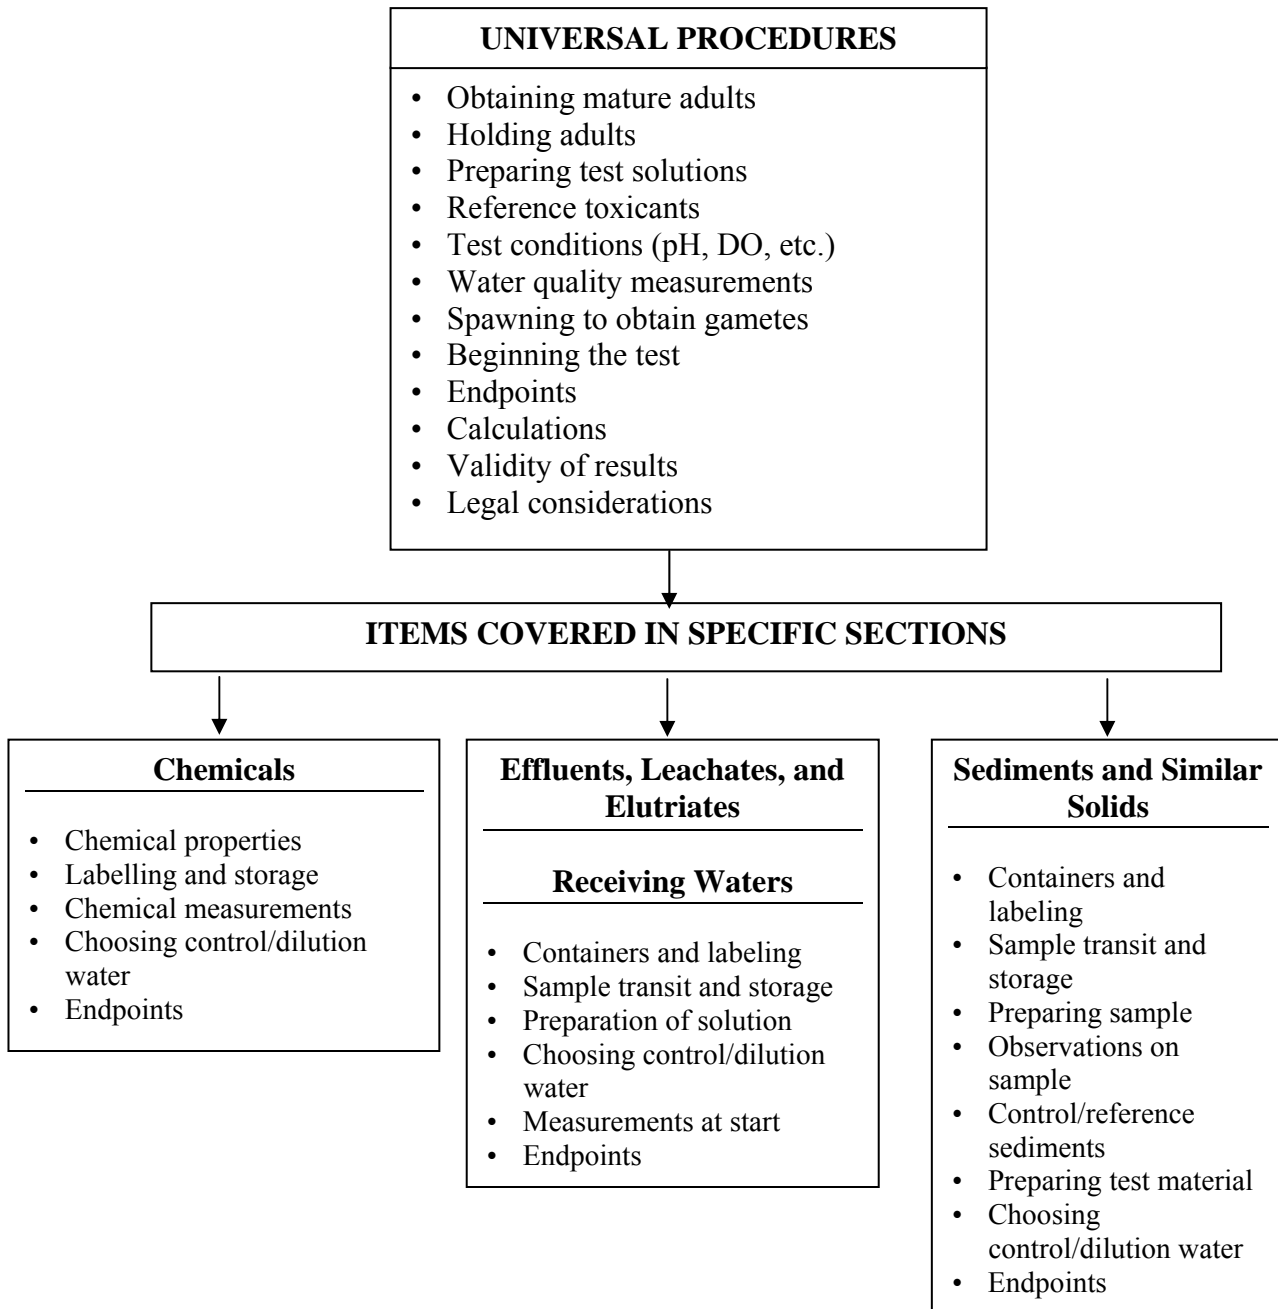 UNIVERSAL PROCEDURES
• Obtaining mature adults
• Holding adults
• Preparing test solutions
• Reference toxicants
• Test conditions (pH, DO, etc.)
• Water quality measurements
• Spawning to obtain gametes
• Beginning the test
• Endpoints
• Calculations
• Validity of results
• Legal considerations
ITEMS COVERED IN SPECIFIC SECTIONS
Chemicals
• Chemical properties
• Labelling and storage
• Chemical measurements
• Choosing control/dilution
water
• Endpoints
Effluents, Leachates, and
Elutriates
Receiving Waters
• Containers and labeling
• Sample transit and storage
• Preparation of solution
• Choosing control/dilution
water
• Measurements at start
• Endpoints
Sediments and Similar
Solids
• Containers and
labeling
• Sample transit and
storage
• Preparing sample
• Observations on
sample
• Control/reference
sediments
• Preparing test material
• Choosing
control/dilution water
• Endpoints